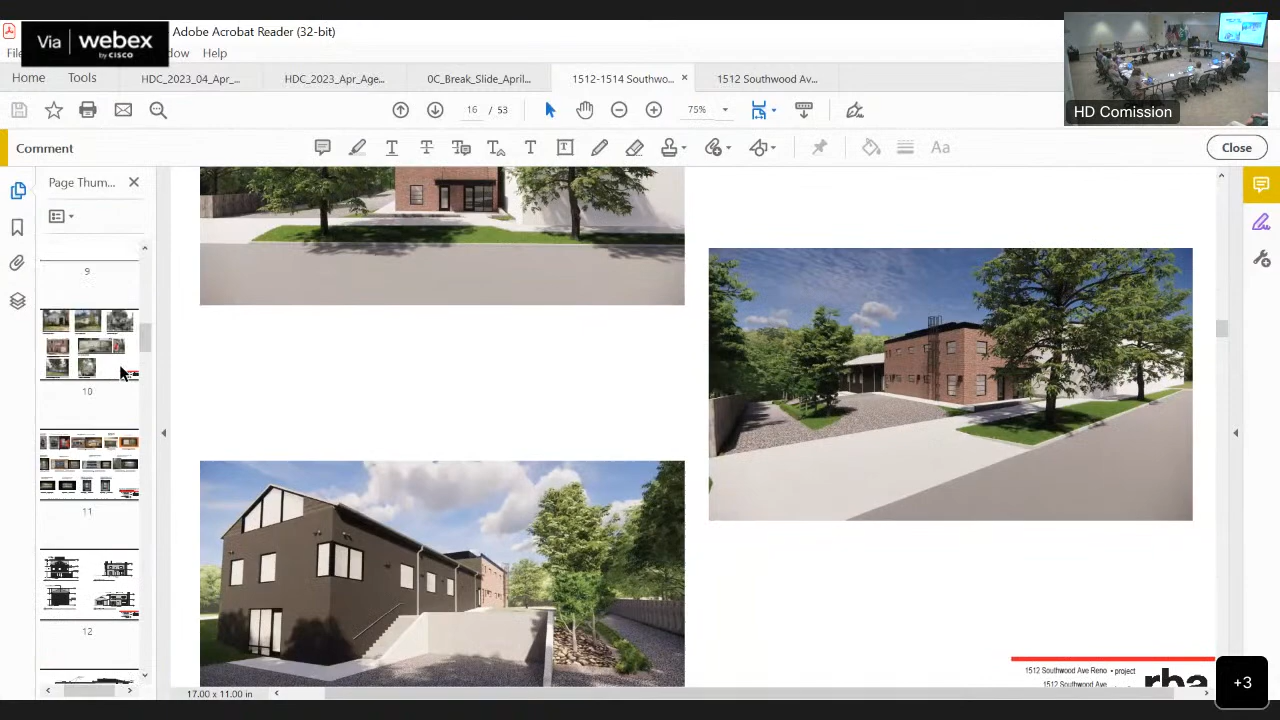 Via | webex
by CISCO
Adobe Acrobat Reader (32-bit)
dow Help
Home Tools HDC_2023_04_Apr_... HDC_2023_Apr_Age... 0C_Break_Slide_April... 1512-1514 Southwo... × 1512 Southwood Av...
16 / 53 75%
HD Comission
Comment
Aa
Close
Page Thum...
9
10
11
12
1512 Southwood Ave Reno • project
1512 Southwood Ave
rba
17.00 x 11.00 in
+3